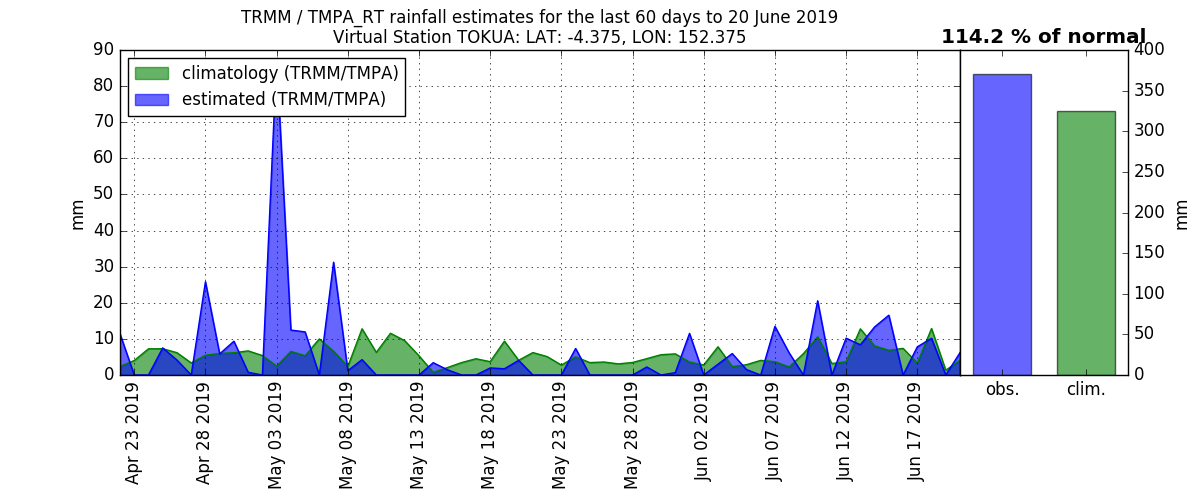 TRMM / TMPA_RT rainfall estimates for the last 60 days to 20 June 2019
Virtual Station TOKUA: LAT: -4.375, LON: 152.375
114.2 % of normal
climatology (TRMM/TMPA)
estimated (TRMM/TMPA)
mm
90
80
70
60
50
40
30
20
10
0
Apr 23 2019
Apr 28 2019
May 03 2019
May 08 2019
May 13 2019
May 18 2019
May 23 2019
May 28 2019
Jun 02 2019
Jun 07 2019
Jun 12 2019
Jun 17 2019
obs.
clim.
400
350
300
250
200
150
100
50
0
mm